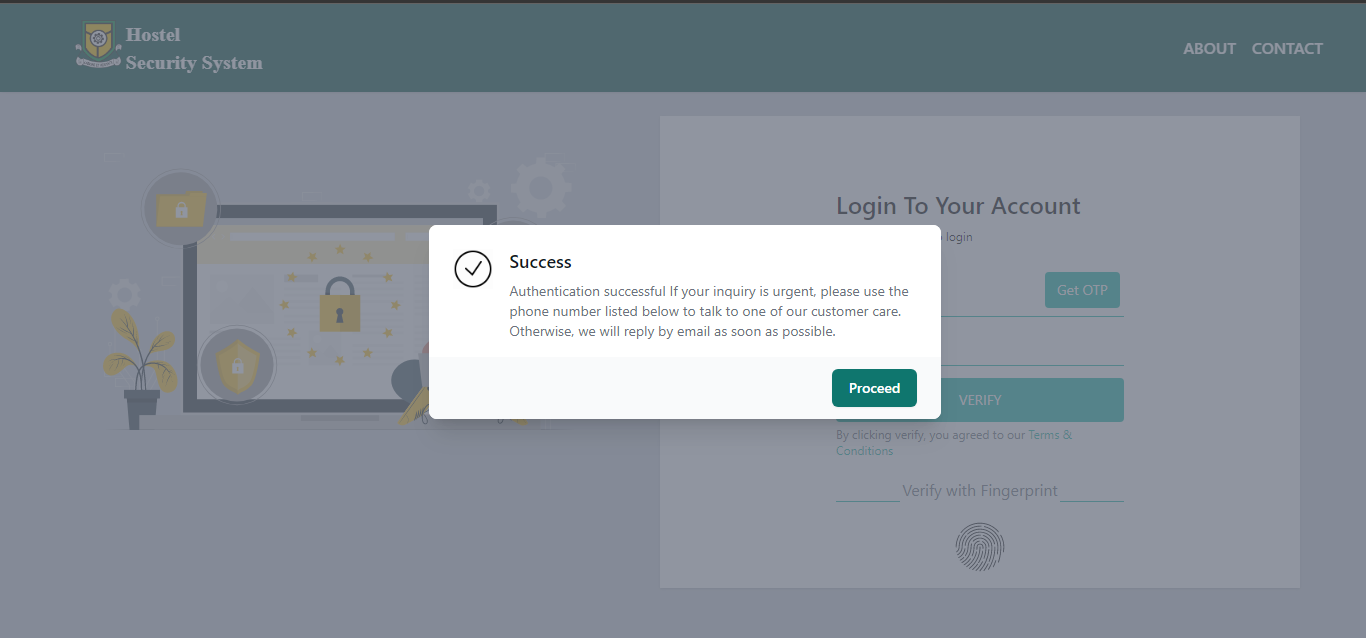 Hostel
Security System
ABOUT CONTACT
Login To Your Account
login
Get OTP
Success
Authentication successful If your inquiry is urgent, please use the
phone number listed below to talk to one of our customer care.
Otherwise, we will reply by email as soon as possible.
Proceed
VERIFY
By clicking verify, you agreed to our Terms &
Conditions
Verify with Fingerprint